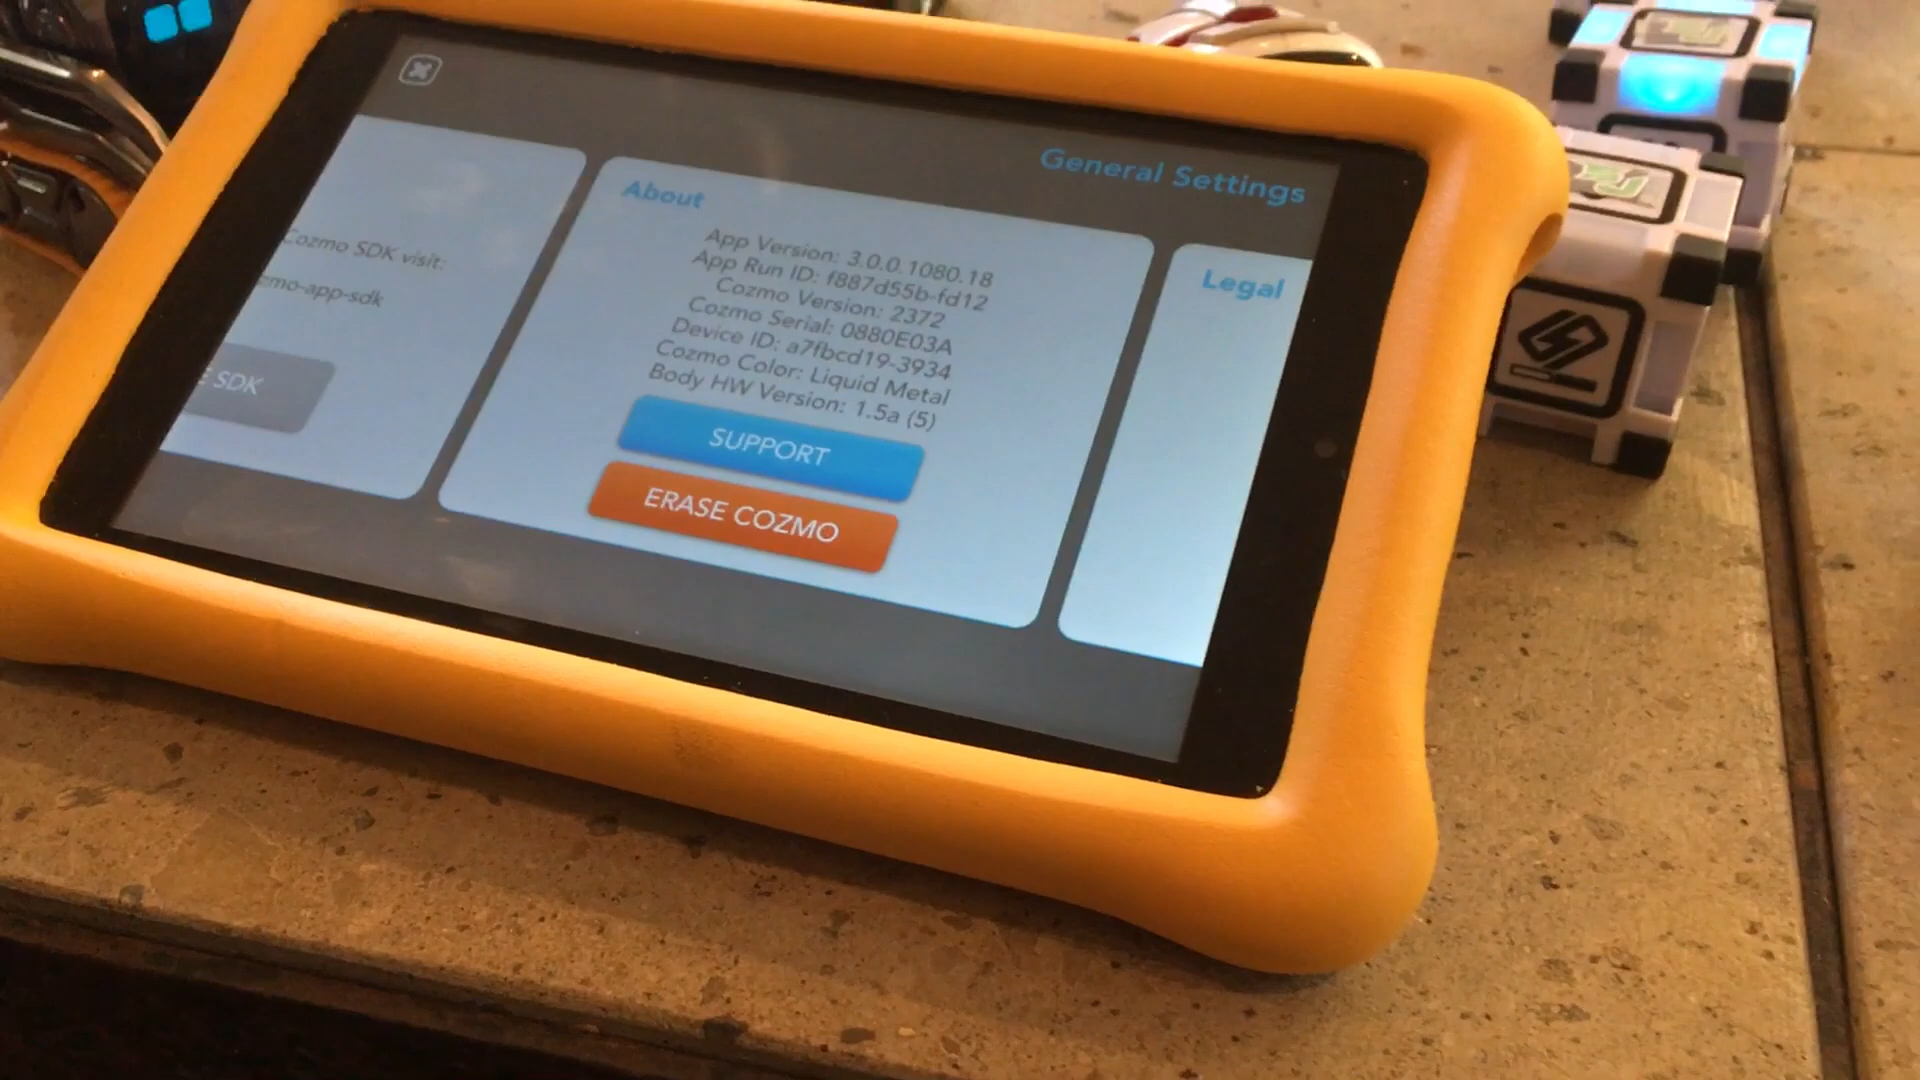 General Settings
Cozmo SDK visit:
zmo-app-sdk
E SDK
About
App Version: 3.0.0.1080.18
App Run ID: f887d55b-fd12
Cozmo Version: 2372
Cozmo Serial: 0880E03A
Device ID: a7fbcd19-3934
Cozmo Color: Liquid Metal
Body HW Version: 1.5a (5)
SUPPORT
ERASE COZMO
Legal